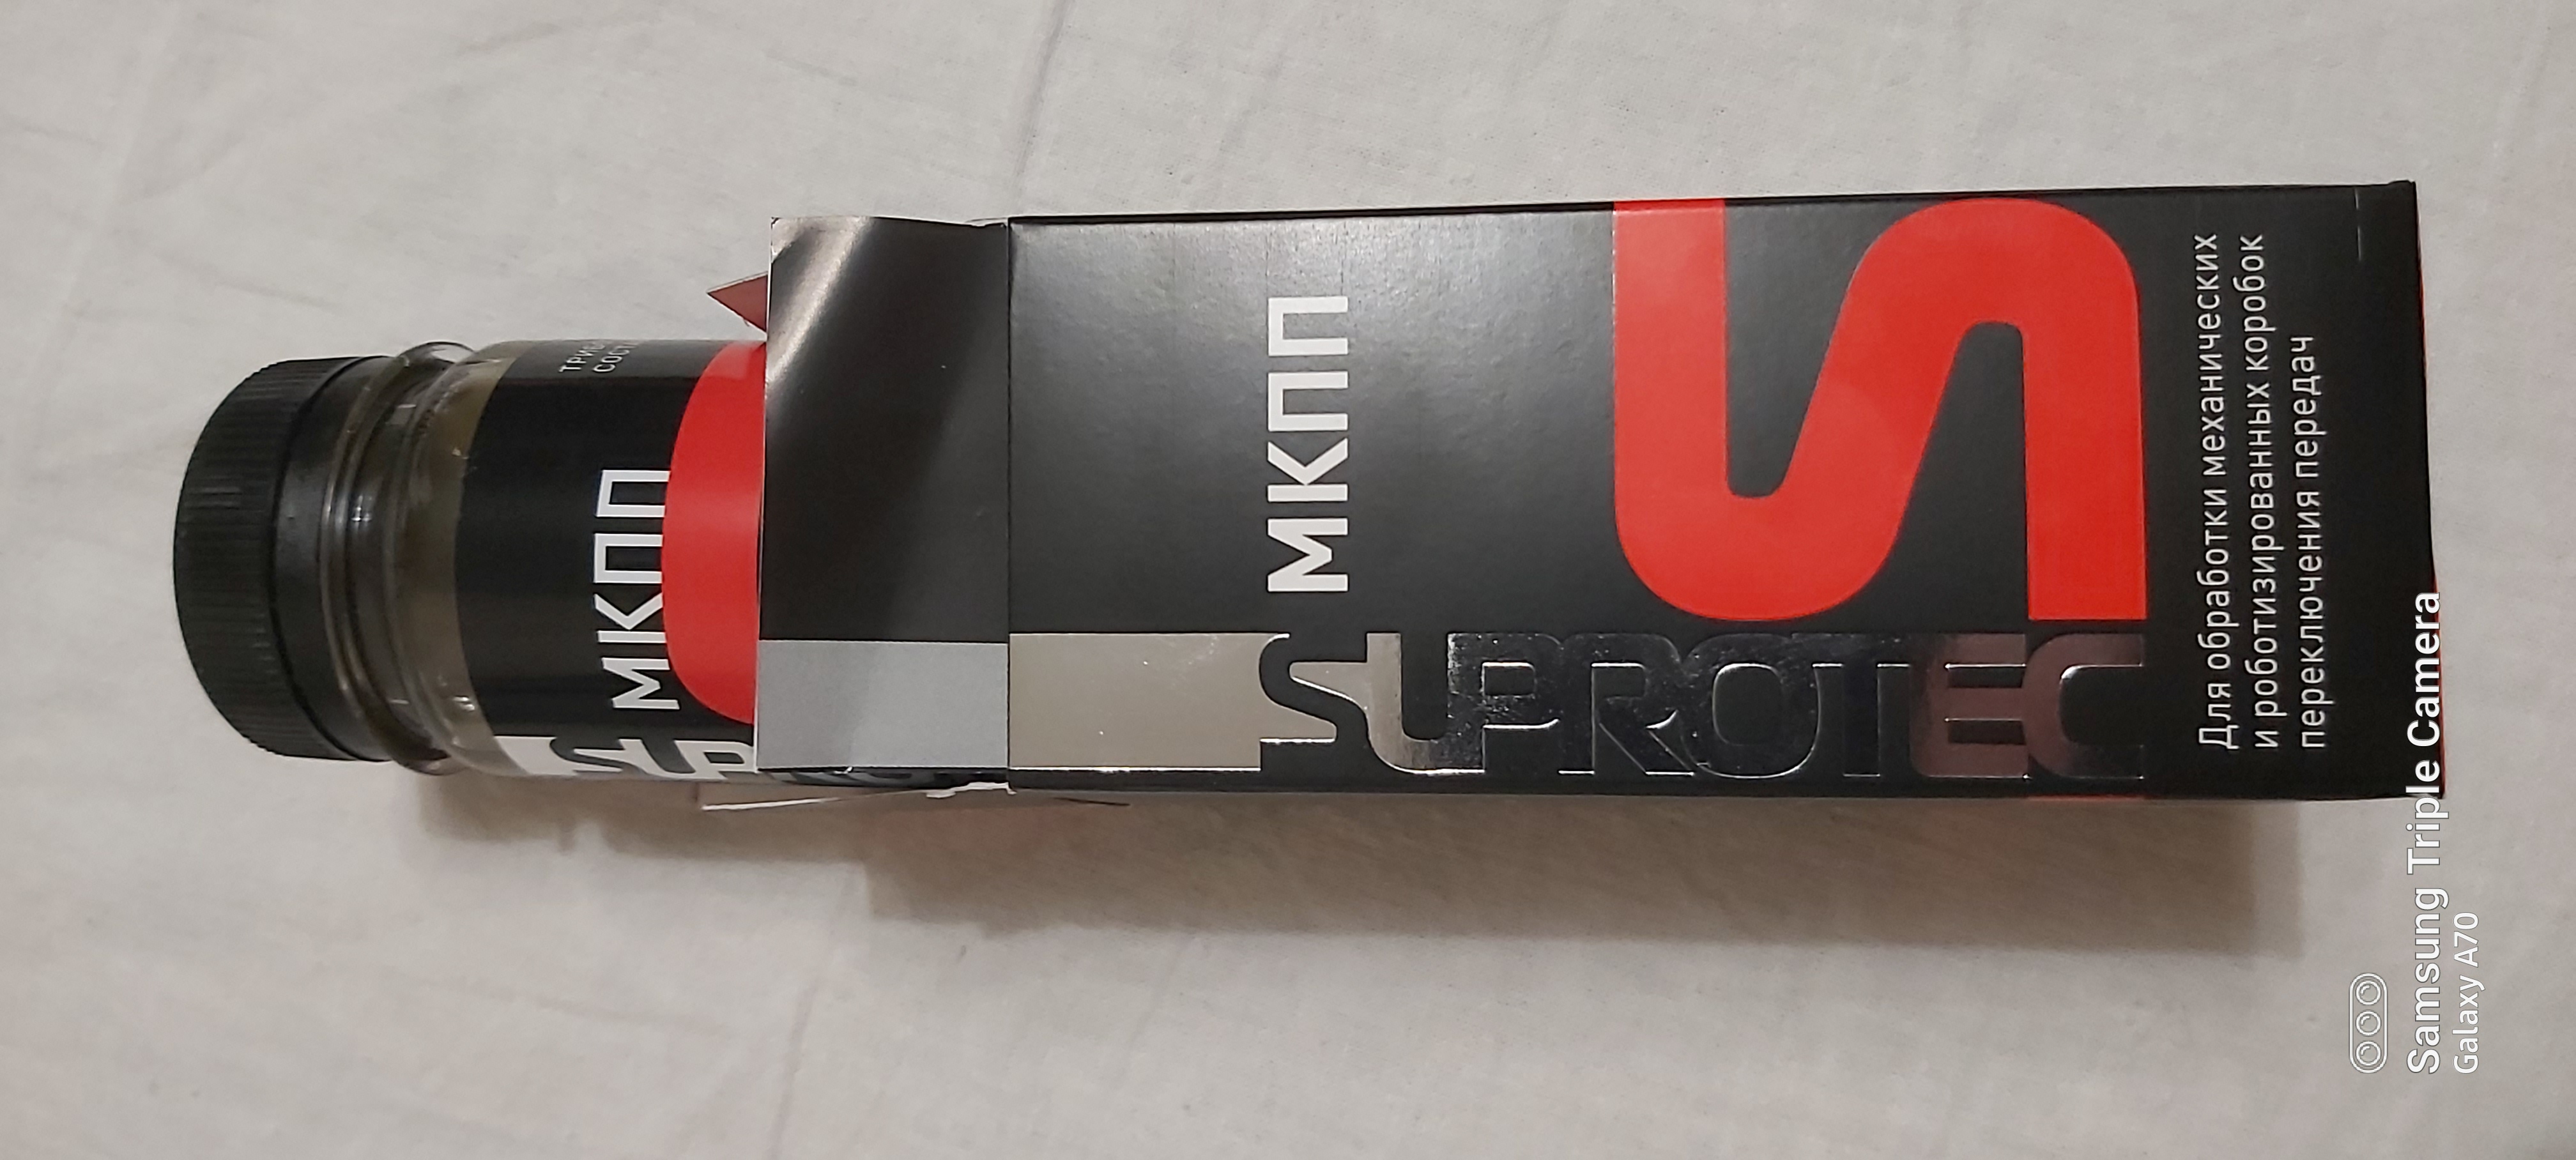 МКПП
SUPROTEC
Для обработки механических
и роботизированных коробок
переключения передач
МКПП
Samsung Triple Camera
Galaxy A70